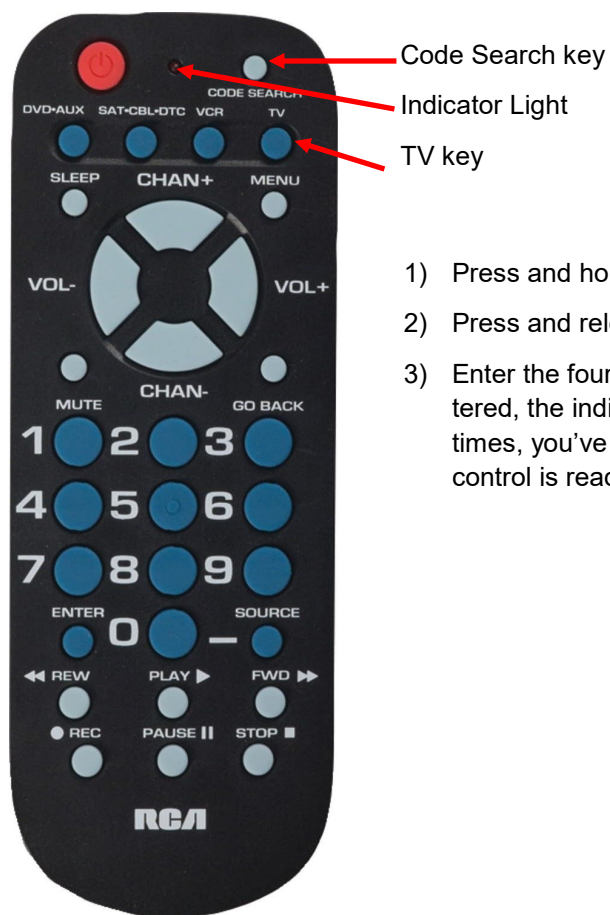 Code Search key
CODE SEARCH
Indicator Light
DVD•AUX SAT•CBL•DTC VCR TV
TV key
SLEEP CHAN+ MENU
VOL- VOL+
CHAN-
MUTE GO BACK
1 2 3
4 5 6
7 8 9
ENTER 0 – SOURCE
◀◀ REW PLAY ▶ FWD ▶▶
● REC PAUSE II STOP ■
RCA
1) Press and ho
2) Press and rel
3) Enter the four
tered, the indi
times, you’ve
control is read